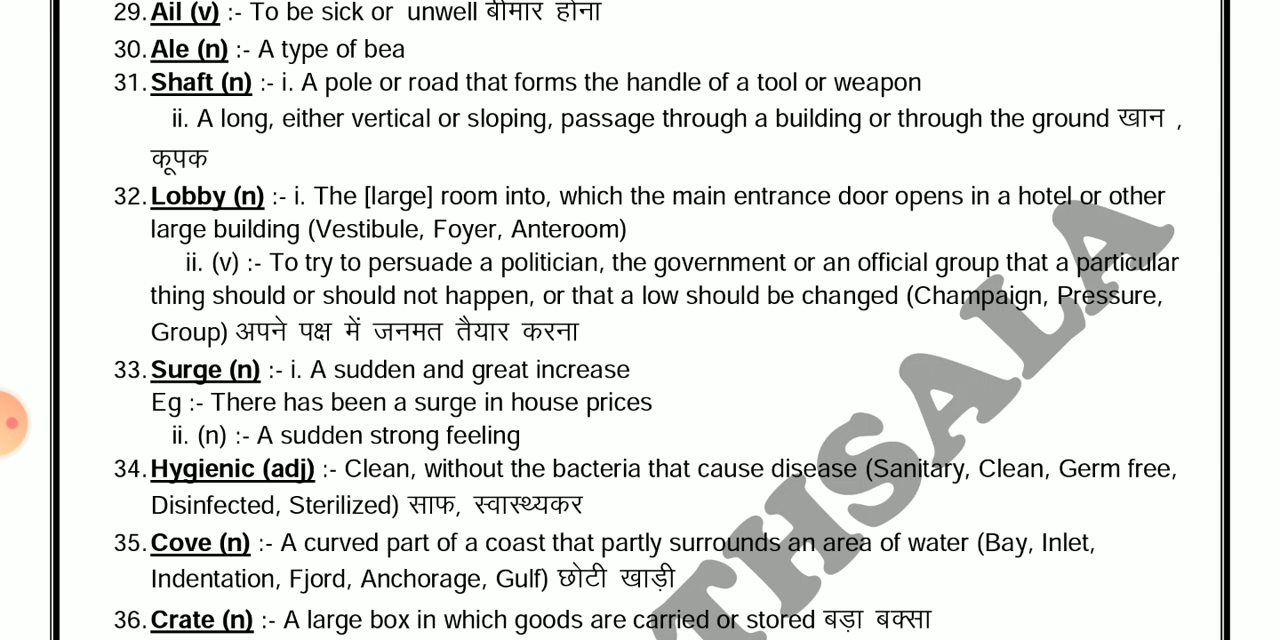 29. Ail (v) :- To be sick or unwell बीमार होना
30. Ale (n) :- A type of bea
31. Shaft (n) :- i. A pole or road that forms the handle of a tool or weapon
ii. A long, either vertical or sloping, passage through a building or through the ground खान ,
कूपक
32. Lobby (n) :- i. The [large] room into, which the main entrance door opens in a hotel or other
large building (Vestibule, Foyer, Anteroom)
ii. (v) :- To try to persuade a politician, the government or an official group that a particular
thing should or should not happen, or that a low should be changed (Champaign, Pressure,
Group) अपने पक्ष में जनमत तैयार करना
33. Surge (n) :- i. A sudden and great increase
Eg :- There has been a surge in house prices
ii. (n) :- A sudden strong feeling
34. Hygienic (adj) :- Clean, without the bacteria that cause disease (Sanitary, Clean, Germ free,
Disinfected, Sterilized) साफ, स्वास्थ्यकर
35. Cove (n) :- A curved part of a coast that partly surrounds an area of water (Bay, Inlet,
Indentation, Fjord, Anchorage, Gulf) छोटी खाड़ी
36. Crate (n) :- A large box in which goods are carried or stored बड़ा बक्सा
THSALA